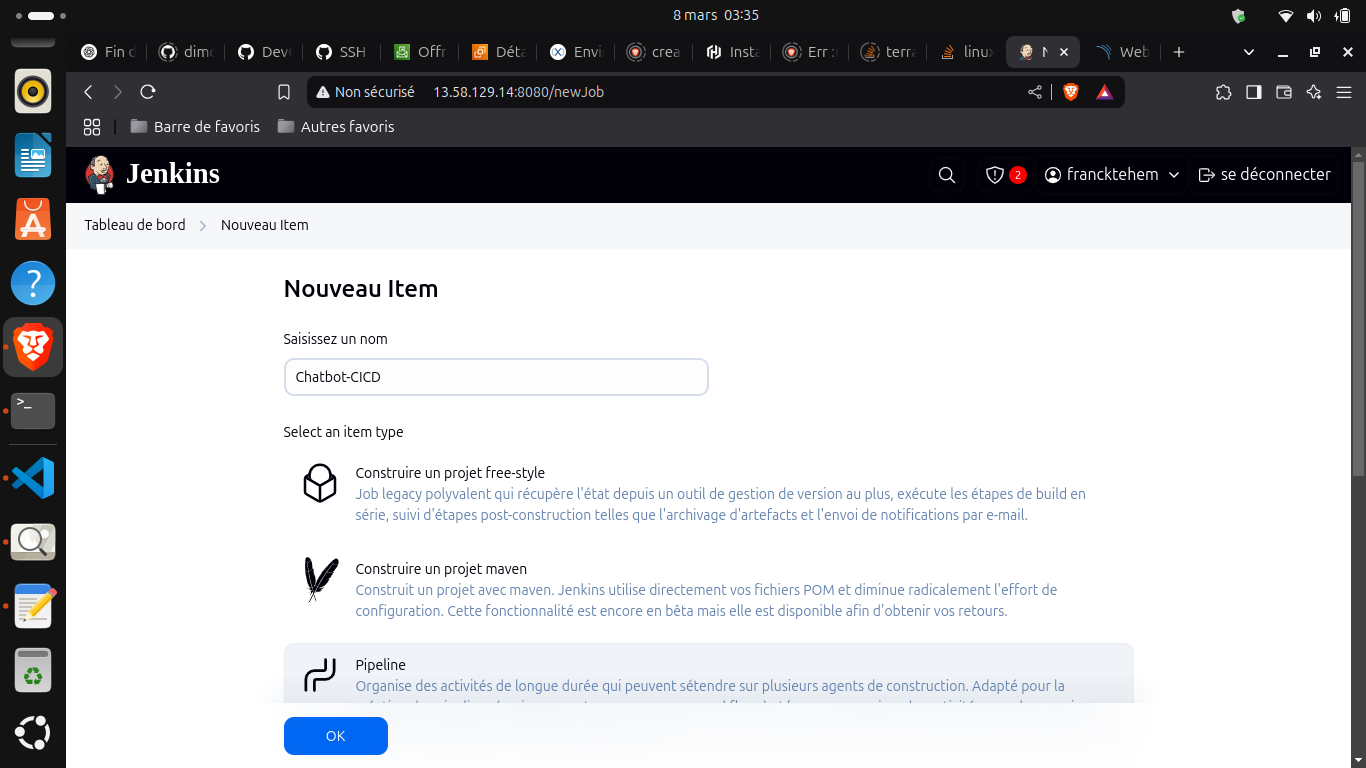 8 mars 03:35
Fin d
dimo
Dev
SSH
Offr
Déta
Envi
crea
Insta
Err :
terra
linux
N
Web
Non sécurisé 13.58.129.14:8080/newJob
Barre de favoris
Autres favoris
Jenkins
2
francktehem
se déconnecter
Tableau de bord
Nouveau Item
Nouveau Item
Saisissez un nom
Chatbot-CICD
Select an item type
Construire un projet free-style
Job legacy polyvalent qui récupère l'état depuis un outil de gestion de version au plus, exécute les étapes de build en
série, suivi d'étapes post-construction telles que l'archivage d'artefacts et l'envoi de notifications par e-mail.
Construire un projet maven
Construit un projet avec maven. Jenkins utilise directement vos fichiers POM et diminue radicalement l'effort de
configuration. Cette fonctionnalité est encore en bêta mais elle est disponible afin d'obtenir vos retours.
Pipeline
Organise des activités de longue durée qui peuvent sétendre sur plusieurs agents de construction. Adapté pour la
OK